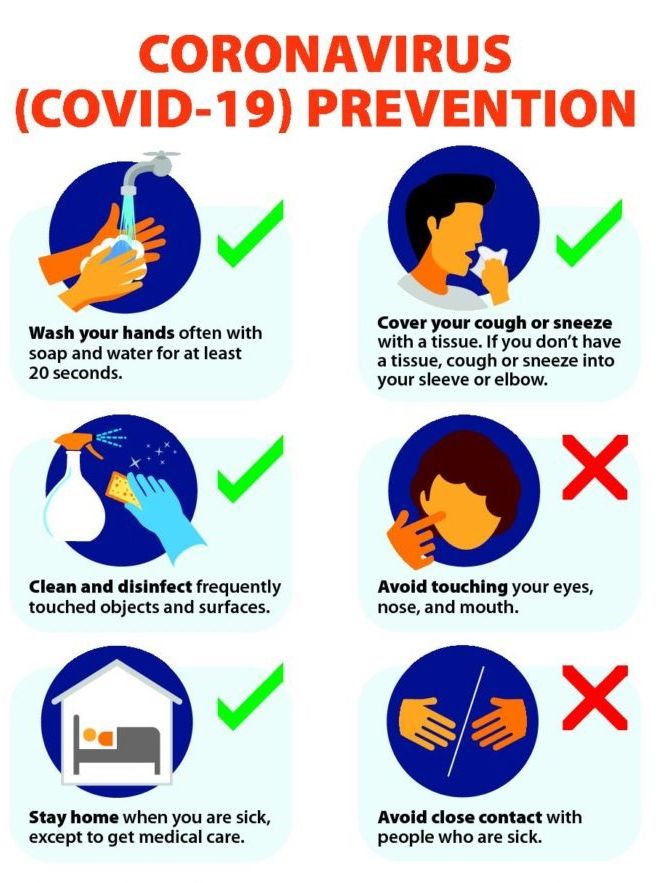 CORONAVIRUS
(COVID-19) PREVENTION
Wash your hands often with
soap and water for at least
20 seconds.
Cover your cough or sneeze
with a tissue. If you don't have
a tissue, cough or sneeze into
your sleeve or elbow.
Clean and disinfect frequently
touched objects and surfaces.
Avoid touching your eyes,
nose, and mouth.
Stay home when you are sick,
except to get medical care.
Avoid close contact with
people who are sick.